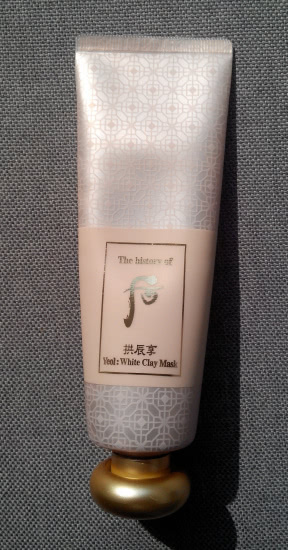 The history of
后
拱辰享
Yeol: White Clay Mask